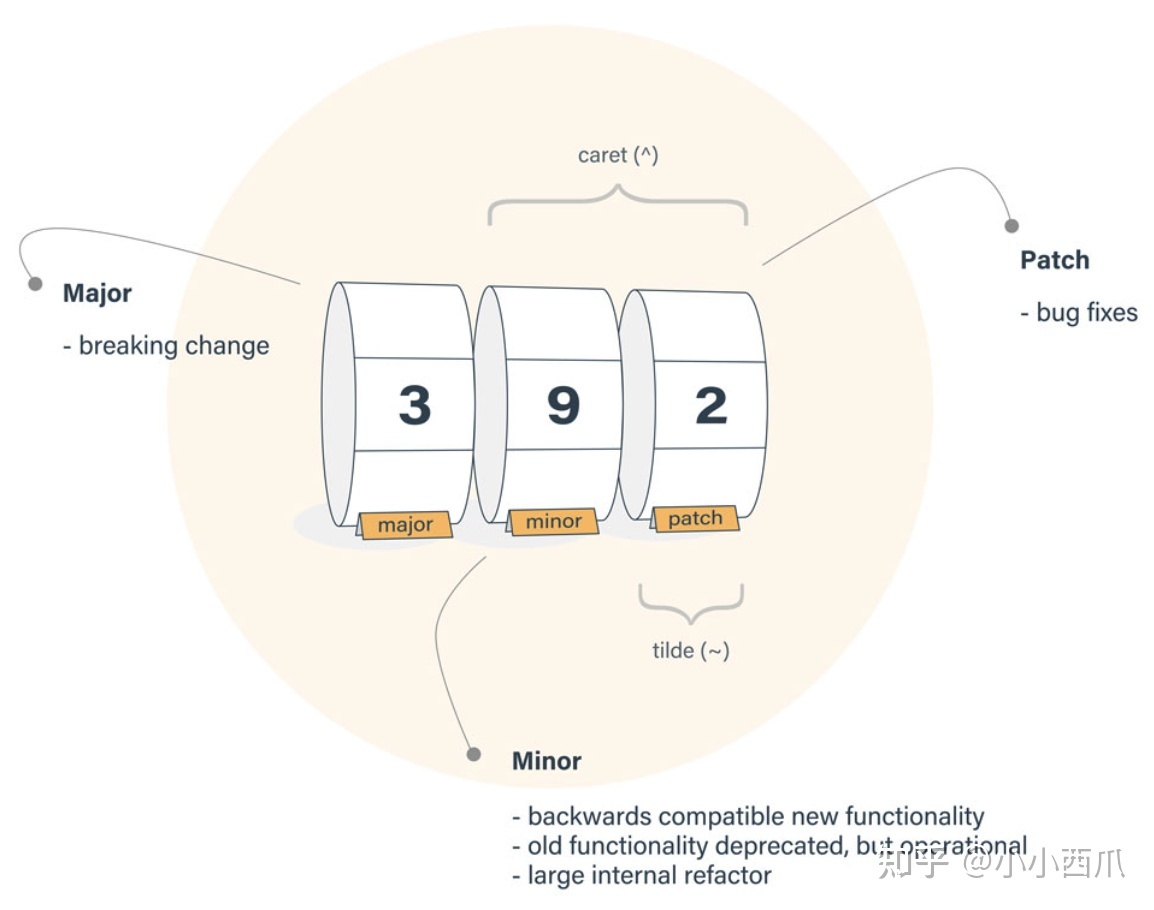 caret (^)
Patch
- bug fixes
Major
- breaking change
3 9 2
major minor patch
tilde (~)
Minor
- backwards compatible new functionality
- old functionality deprecated, but operational
- large internal refactor
知乎 @小小西爪